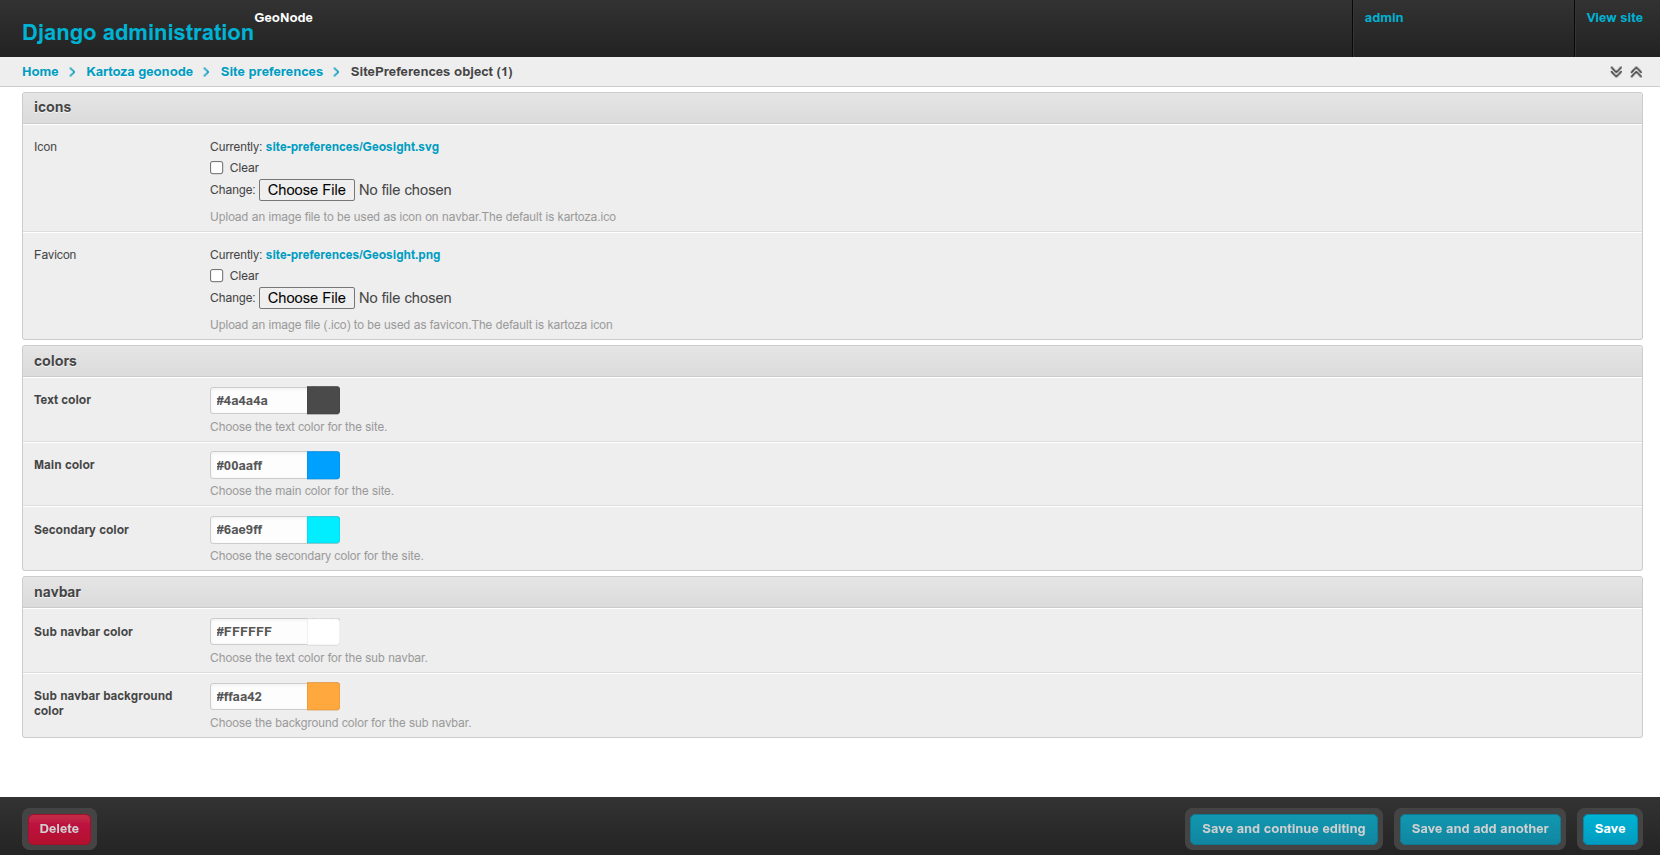 GeoNode
Django administration
admin
View site
Home
Kartoza geonode
Site preferences
SitePreferences object (1)
icons
Icon
Currently: site-preferences/Geosight.svg
Clear
Change: Choose File No file chosen
Upload an image file to be used as icon on navbar.The default is kartoza.ico
Favicon
Currently: site-preferences/Geosight.png
Clear
Change: Choose File No file chosen
Upload an image file (.ico) to be used as favicon.The default is kartoza icon
colors
Text color
#4a4a4a
Choose the text color for the site.
Main color
#00aaff
Choose the main color for the site.
Secondary color
#6ae9ff
Choose the secondary color for the site.
navbar
Sub navbar color
#FFFFFF
Choose the text color for the sub navbar.
Sub navbar background
color
#ffaa42
Choose the background color for the sub navbar.
Delete
Save and continue editing
Save and add another
Save